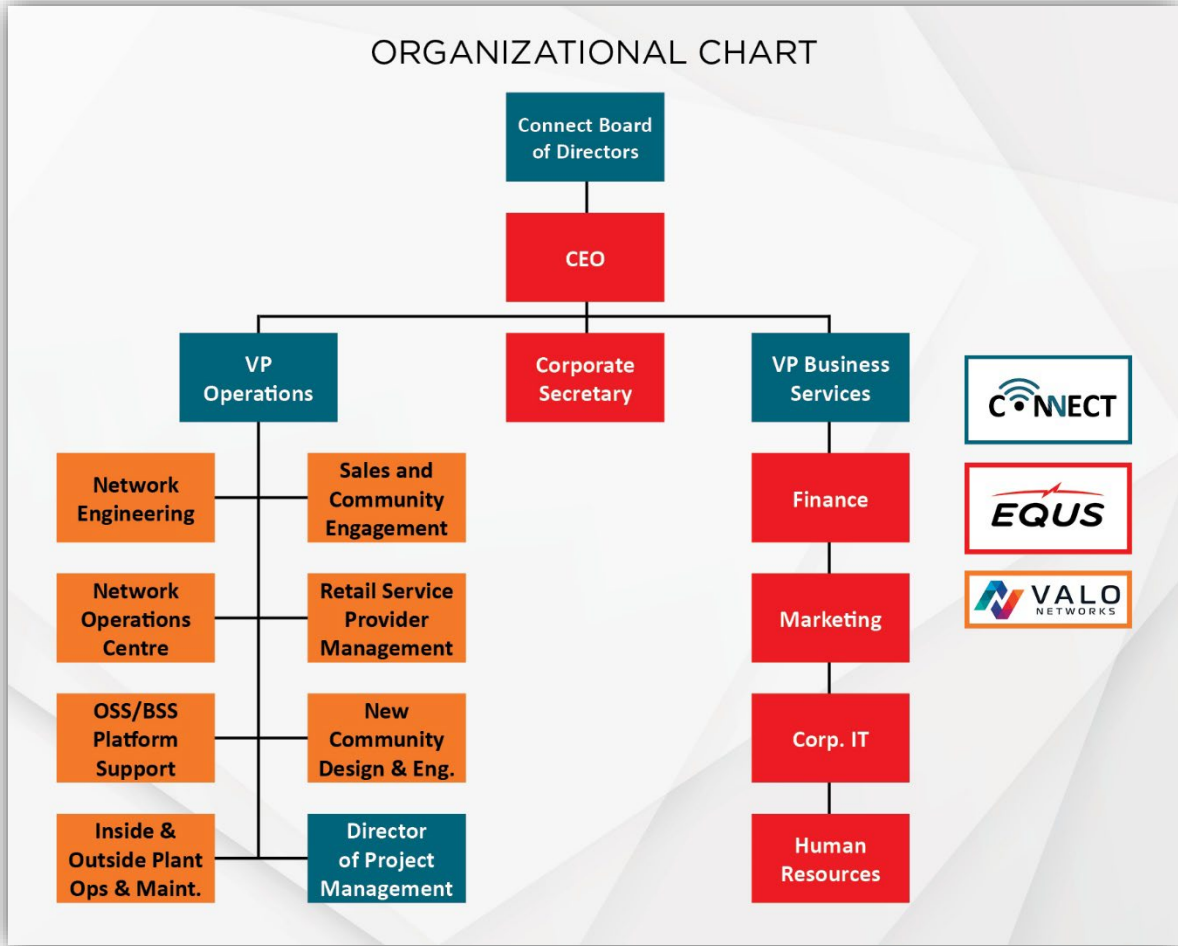 ORGANIZATIONAL CHART
Connect Board
of Directors
CEO
VP
Operations
Corporate
Secretary
VP Business
Services
CONNECT
EQUS
VALO
NETWORKS
Network
Engineering
Sales and
Community
Engagement
Finance
Network
Operations
Centre
Retail Service
Provider
Management
Marketing
OSS/BSS
Platform
Support
New
Community
Design & Eng.
Corp. IT
Inside &
Outside Plant
Ops & Maint.
Director
of Project
Management
Human
Resources